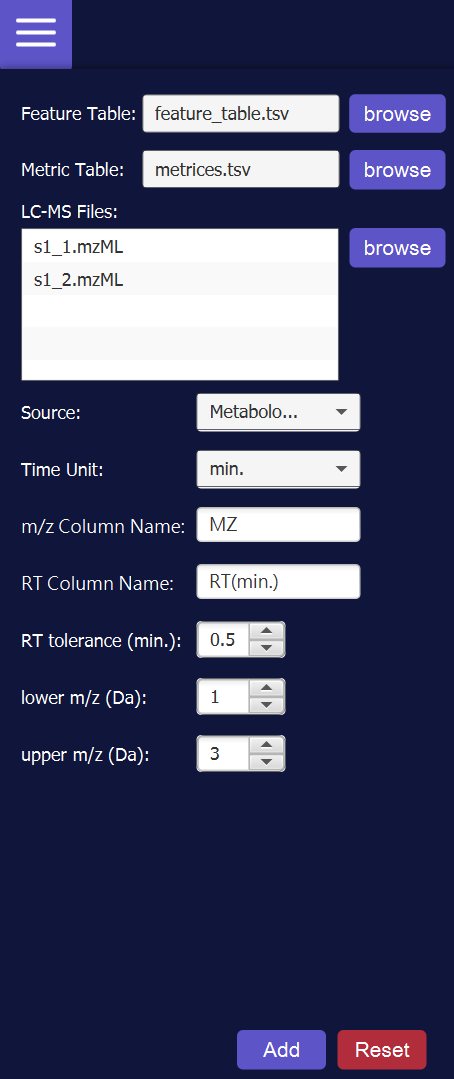 Feature Table: feature_table.tsv browse
Metric Table: metrices.tsv browse
LC-MS Files:
s1_1.mzML browse
s1_2.mzML
Source: Metabolo...
Time Unit: min.
m/z Column Name: MZ
RT Column Name: RT(min.)
RT tolerance (min.): 0.5
lower m/z (Da): 1
upper m/z (Da): 3
Add Reset